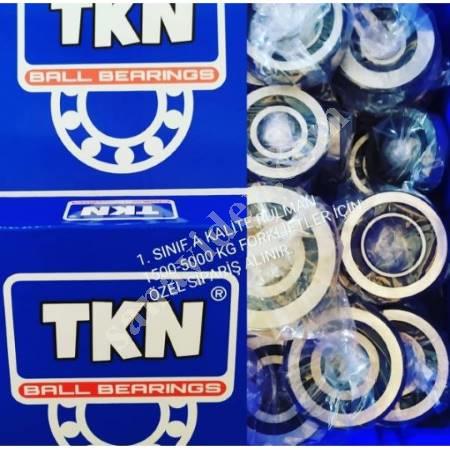 TKN
BALL BEARINGS
TKN
1. SINIF A KALİTE RULMAN
1500-5000 KG FORKLİFTLER İÇİN
ÖZEL SİPARİŞ ALINIR
TKN ®
BALL BEARINGS